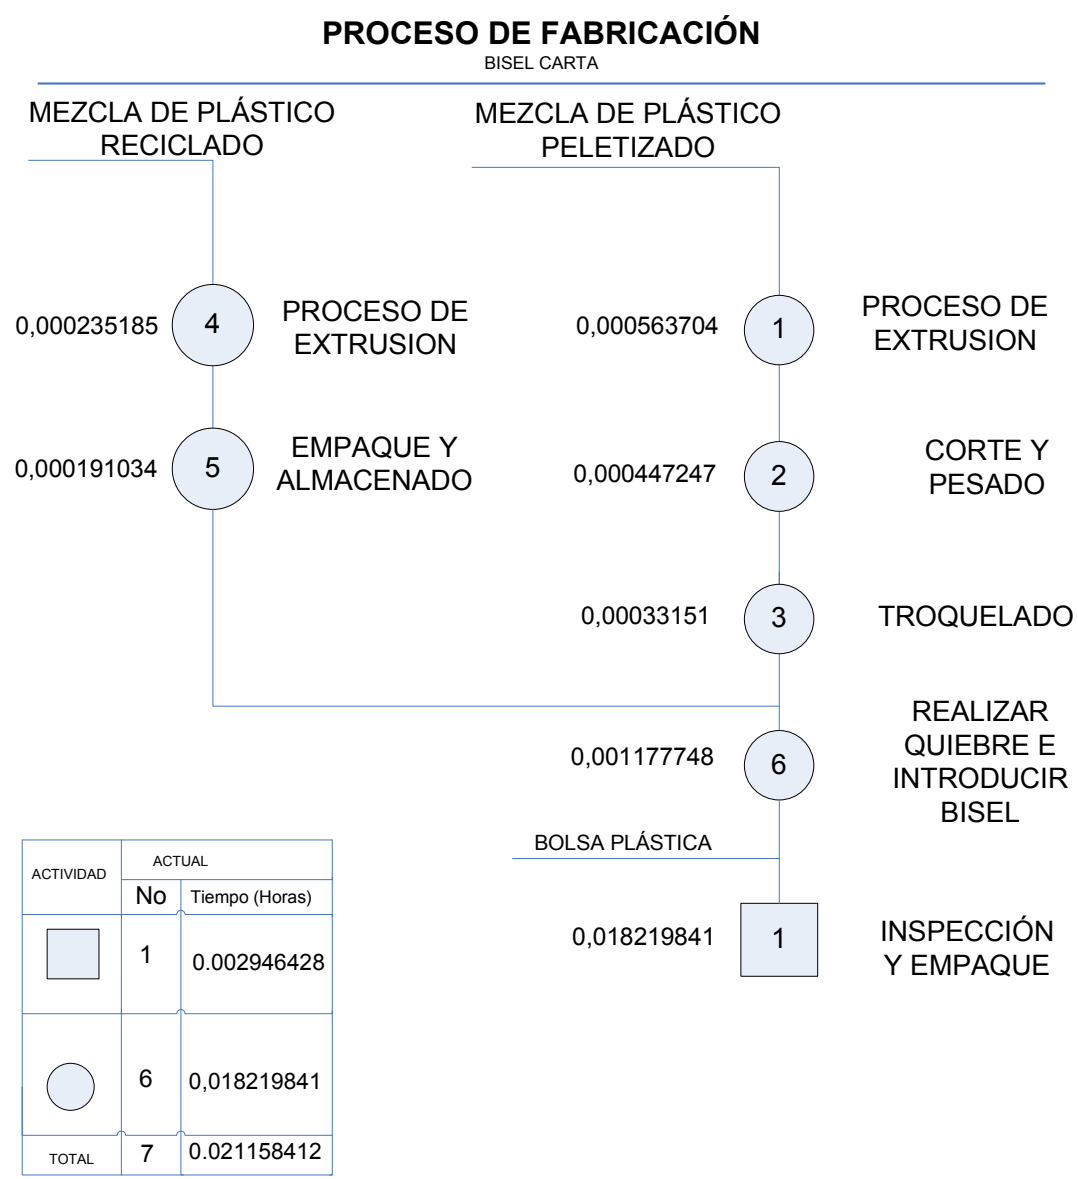 PROCESO DE FABRICACIÓN
BISEL CARTA
MEZCLA DE PLÁSTICO
RECICLADO
MEZCLA DE PLÁSTICO
PELETIZADO
0,000235185
4
PROCESO DE
EXTRUSION
0,000563704
1
PROCESO DE
EXTRUSION
0,000191034
5
EMPAQUE Y
ALMACENADO
0,000447247
2
CORTE Y
PESADO
0,00033151
3
TROQUELADO
0,001177748
6
REALIZAR
QUIEBRE E
INTRODUCIR
BISEL
BOLSA PLÁSTICA
0,018219841
1
INSPECCIÓN
Y EMPAQUE
ACTIVIDAD
ACTUAL
No
Tiempo (Horas)
1
0.002946428
6
0,018219841
TOTAL
7
0.021158412